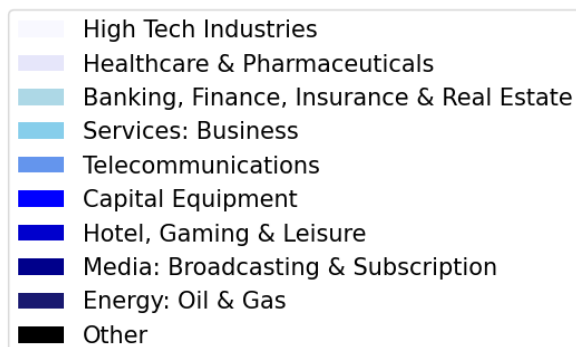 High Tech Industries
Healthcare & Pharmaceuticals
Banking, Finance, Insurance & Real Estate
Services: Business
Telecommunications
Capital Equipment
Hotel, Gaming & Leisure
Media: Broadcasting & Subscription
Energy: Oil & Gas
Other